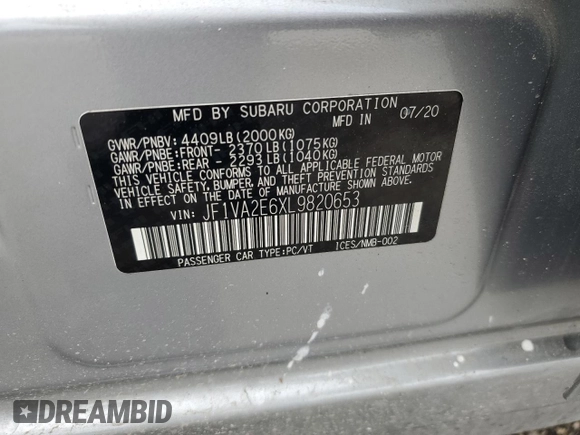 MFD BY SUBARU CORPORATION
MFD IN 07/20
GVWR/PNBV: 4409LB(2000KG)
GAWR/PNBE:FRONT- 2370LB(1075KG)
GAWR/PNBE:REAR - 2293LB(1040KG)
THIS VEHICLE CONFORMS TO ALL APPLICABLE FEDERAL MOTOR
VEHICLE SAFETY, BUMPER, AND THEFT PREVENTION STANDARDS
IN EFFECT ON THE DATE OF MANUFACTURE SHOWN ABOVE.
VIN: JF1VA2E6XL9820653
PASSENGER CAR TYPE:PC/VT ICES/NMB-002
DREAMBID